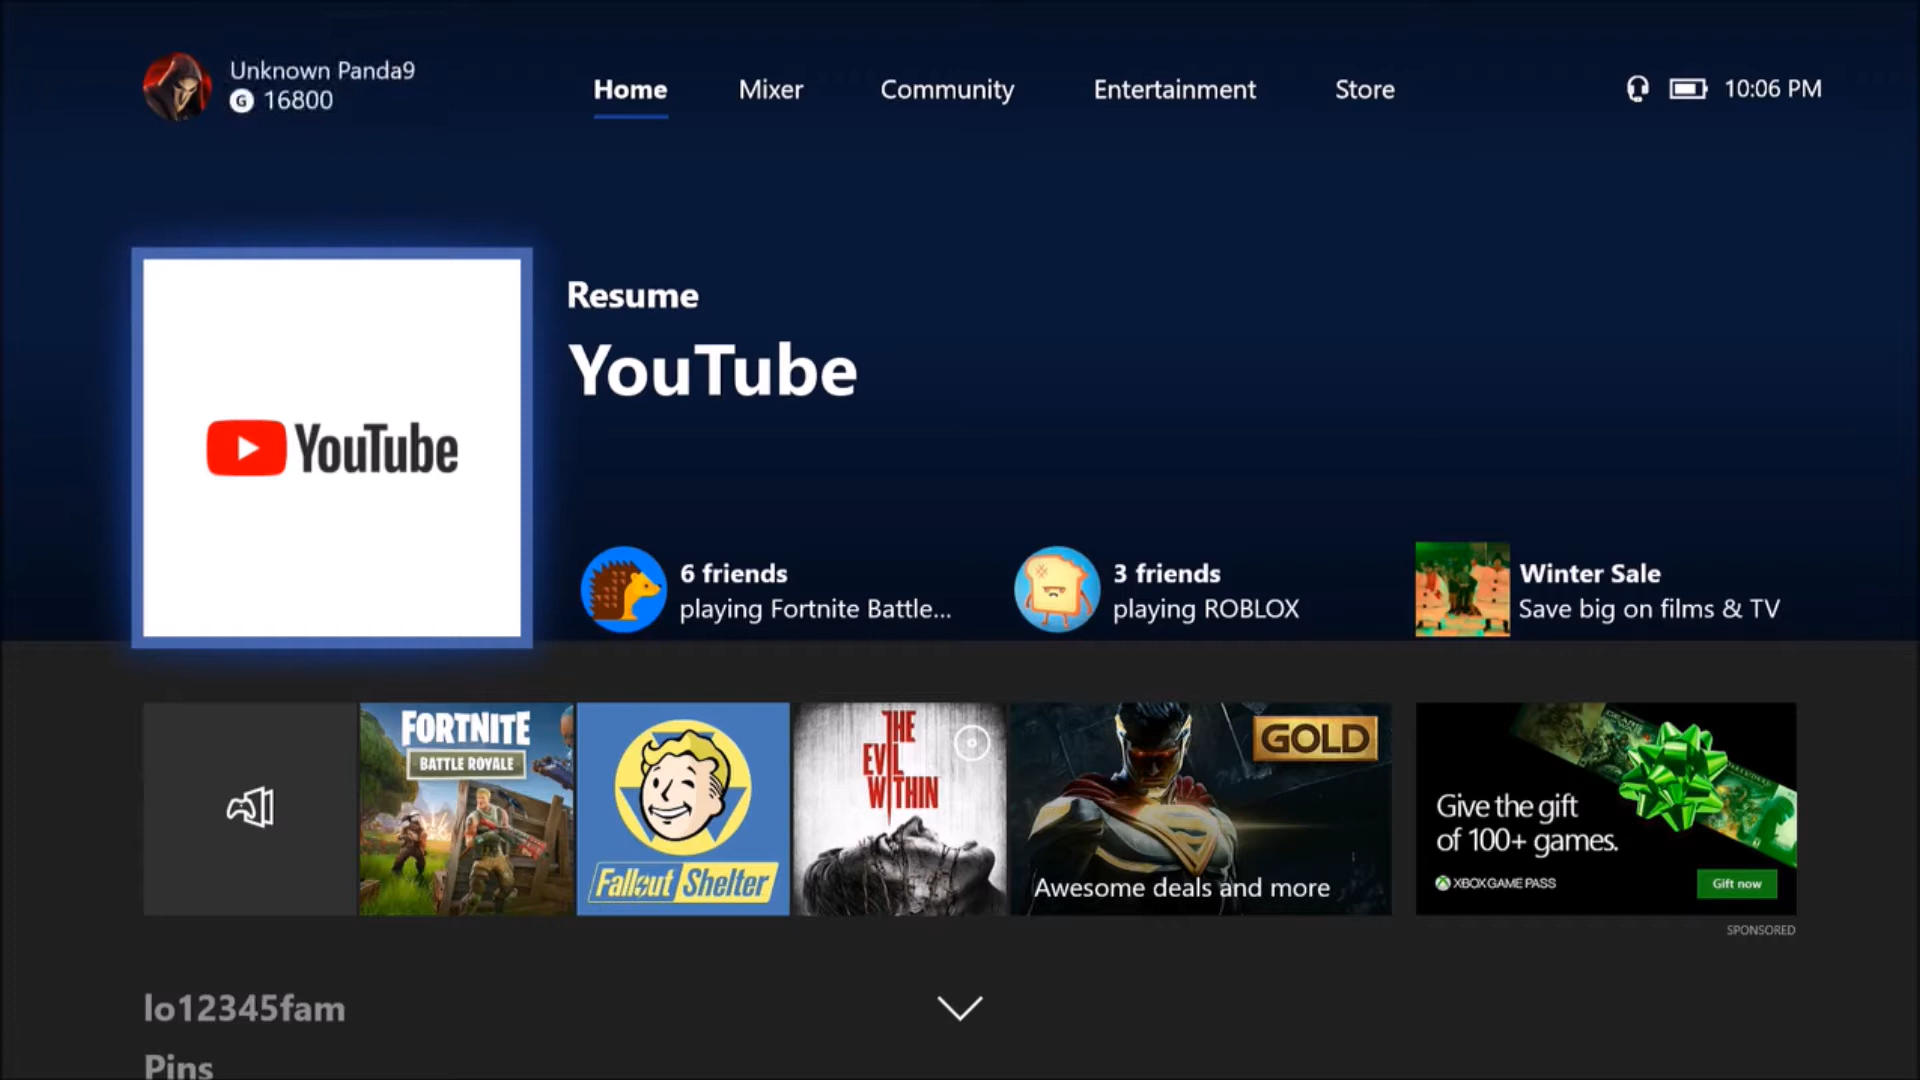 Unknown Panda9
G 16800
Home
Mixer
Community
Entertainment
Store
10:06 PM
YouTube
Resume
YouTube
6 friends
playing Fortnite Battle...
3 friends
playing ROBLOX
Winter Sale
Save big on films & TV
FORTNITE
BATTLE ROYALE
Fallout Shelter
THE
EVIL
WITHIN
GOLD
Awesome deals and more
Give the gift
of 100+ games.
XBOX GAME PASS
Gift now
SPONSORED
lo12345fam
Pins